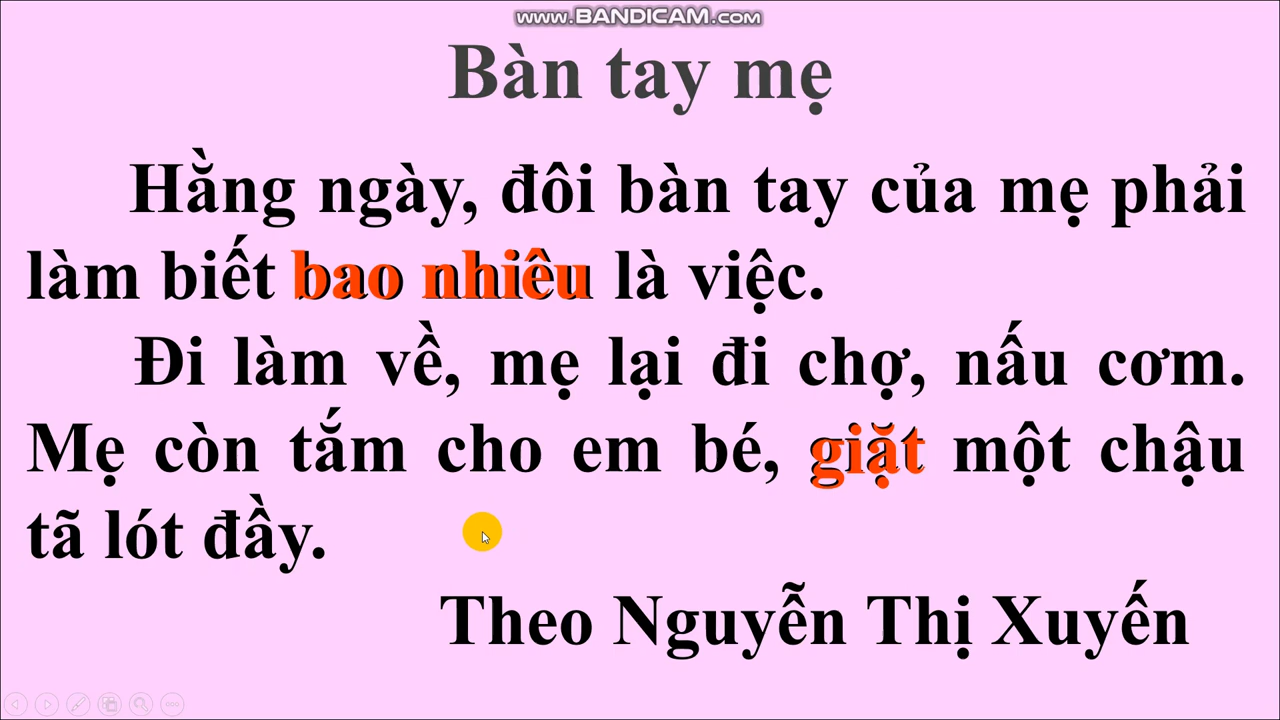 www.BANDICAM.com
Bàn tay mẹ
Hằng ngày, đôi bàn tay của mẹ phải
làm biết bao nhiêu là việc.
Đi làm về, mẹ lại đi chợ, nấu cơm.
Mẹ còn tắm cho em bé, giặt một chậu
tã lót đầy.
Theo Nguyễn Thị Xuyến